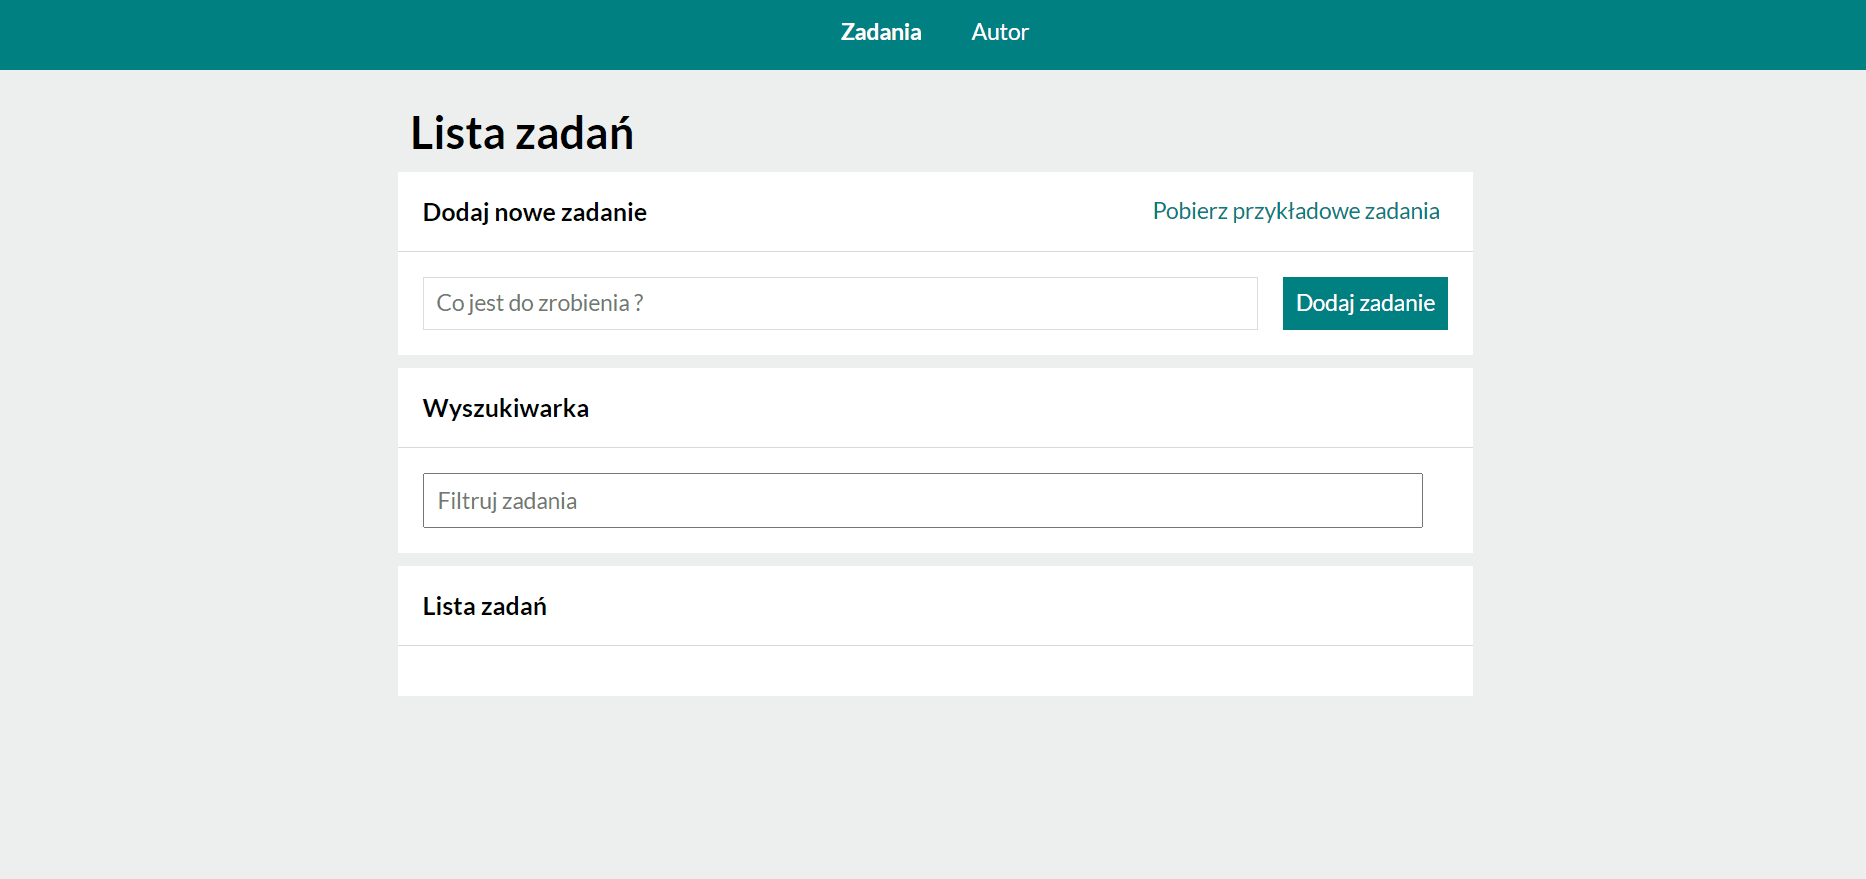 Zadania Autor
Lista zadań
Dodaj nowe zadanie Pobierz przykładowe zadania
Co jest do zrobienia ? Dodaj zadanie
Wyszukiwarka
Filtruj zadania
Lista zadań